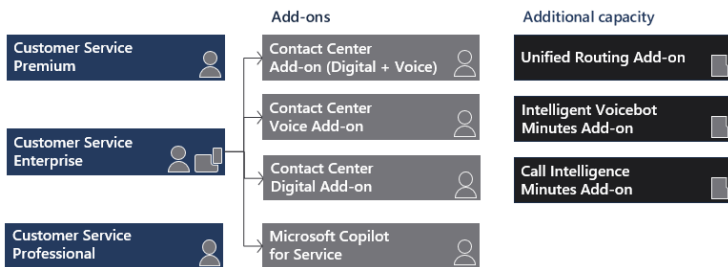 Add-ons
Additional capacity
Customer Service
Premium
Contact Center
Add-on (Digital + Voice)
Unified Routing Add-on
Contact Center
Voice Add-on
Intelligent Voicebot
Minutes Add-on
Customer Service
Enterprise
Contact Center
Digital Add-on
Call Intelligence
Minutes Add-on
Customer Service
Professional
Microsoft Copilot
for Service